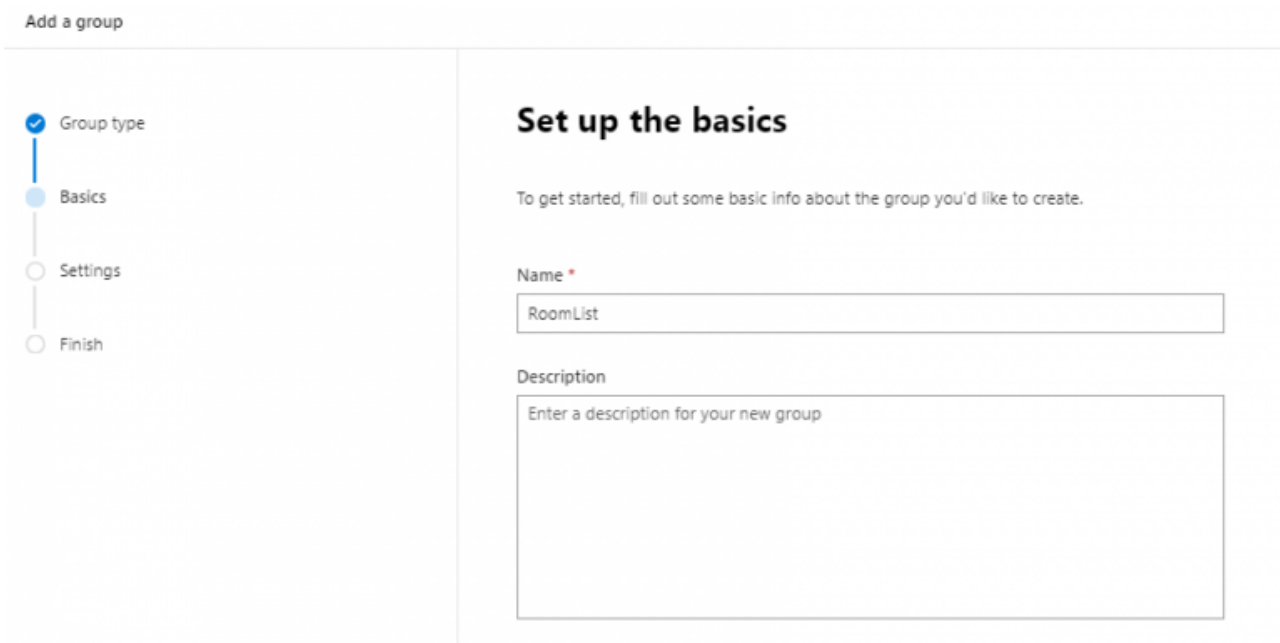 Add a group
Group type
Basics
Settings
Finish
Set up the basics
To get started, fill out some basic info about the group you'd like to create.
Name *
RoomList
Description
Enter a description for your new group